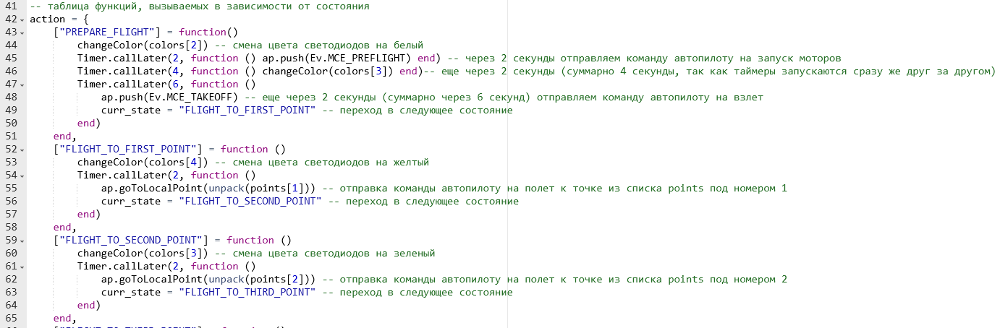 41 -- таблица функций, вызываемых в зависимости от состояния
42 action = {
43 ["PREPARE_FLIGHT"] = function()
44 changeColor(colors[2]) -- смена цвета светодиодов на белый
45 Timer.callLater(2, function () ap.push(Ev.MCE_PREFLIGHT) end) -- через 2 секунды отправляем команду автопилоту на запуск моторов
46 Timer.callLater(4, function () changeColor(colors[3]) end)-- еще через 2 секунды (суммарно 4 секунды, так как таймеры запускаются сразу же друг за другом)
47 Timer.callLater(6, function ()
48 ap.push(Ev.MCE_TAKEOFF) -- еще через 2 секунды (суммарно через 6 секунд) отправляем команду автопилоту на взлет
49 curr_state = "FLIGHT_TO_FIRST_POINT" -- переход в следующее состояние
50 end)
51 end,
52 ["FLIGHT_TO_FIRST_POINT"] = function ()
53 changeColor(colors[4]) -- смена цвета светодиодов на желтый
54 Timer.callLater(2, function ()
55 ap.goToLocalPoint(unpack(points[1])) -- отправка команды автопилоту на полет к точке из списка points под номером 1
56 curr_state = "FLIGHT_TO_SECOND_POINT" -- переход в следующее состояние
57 end)
58 end,
59 ["FLIGHT_TO_SECOND_POINT"] = function ()
60 changeColor(colors[3]) -- смена цвета светодиодов на зеленый
61 Timer.callLater(2, function ()
62 ap.goToLocalPoint(unpack(points[2])) -- отправка команды автопилоту на полет к точке из списка points под номером 2
63 curr_state = "FLIGHT_TO_THIRD_POINT" -- переход в следующее состояние
64 end)
65 end,